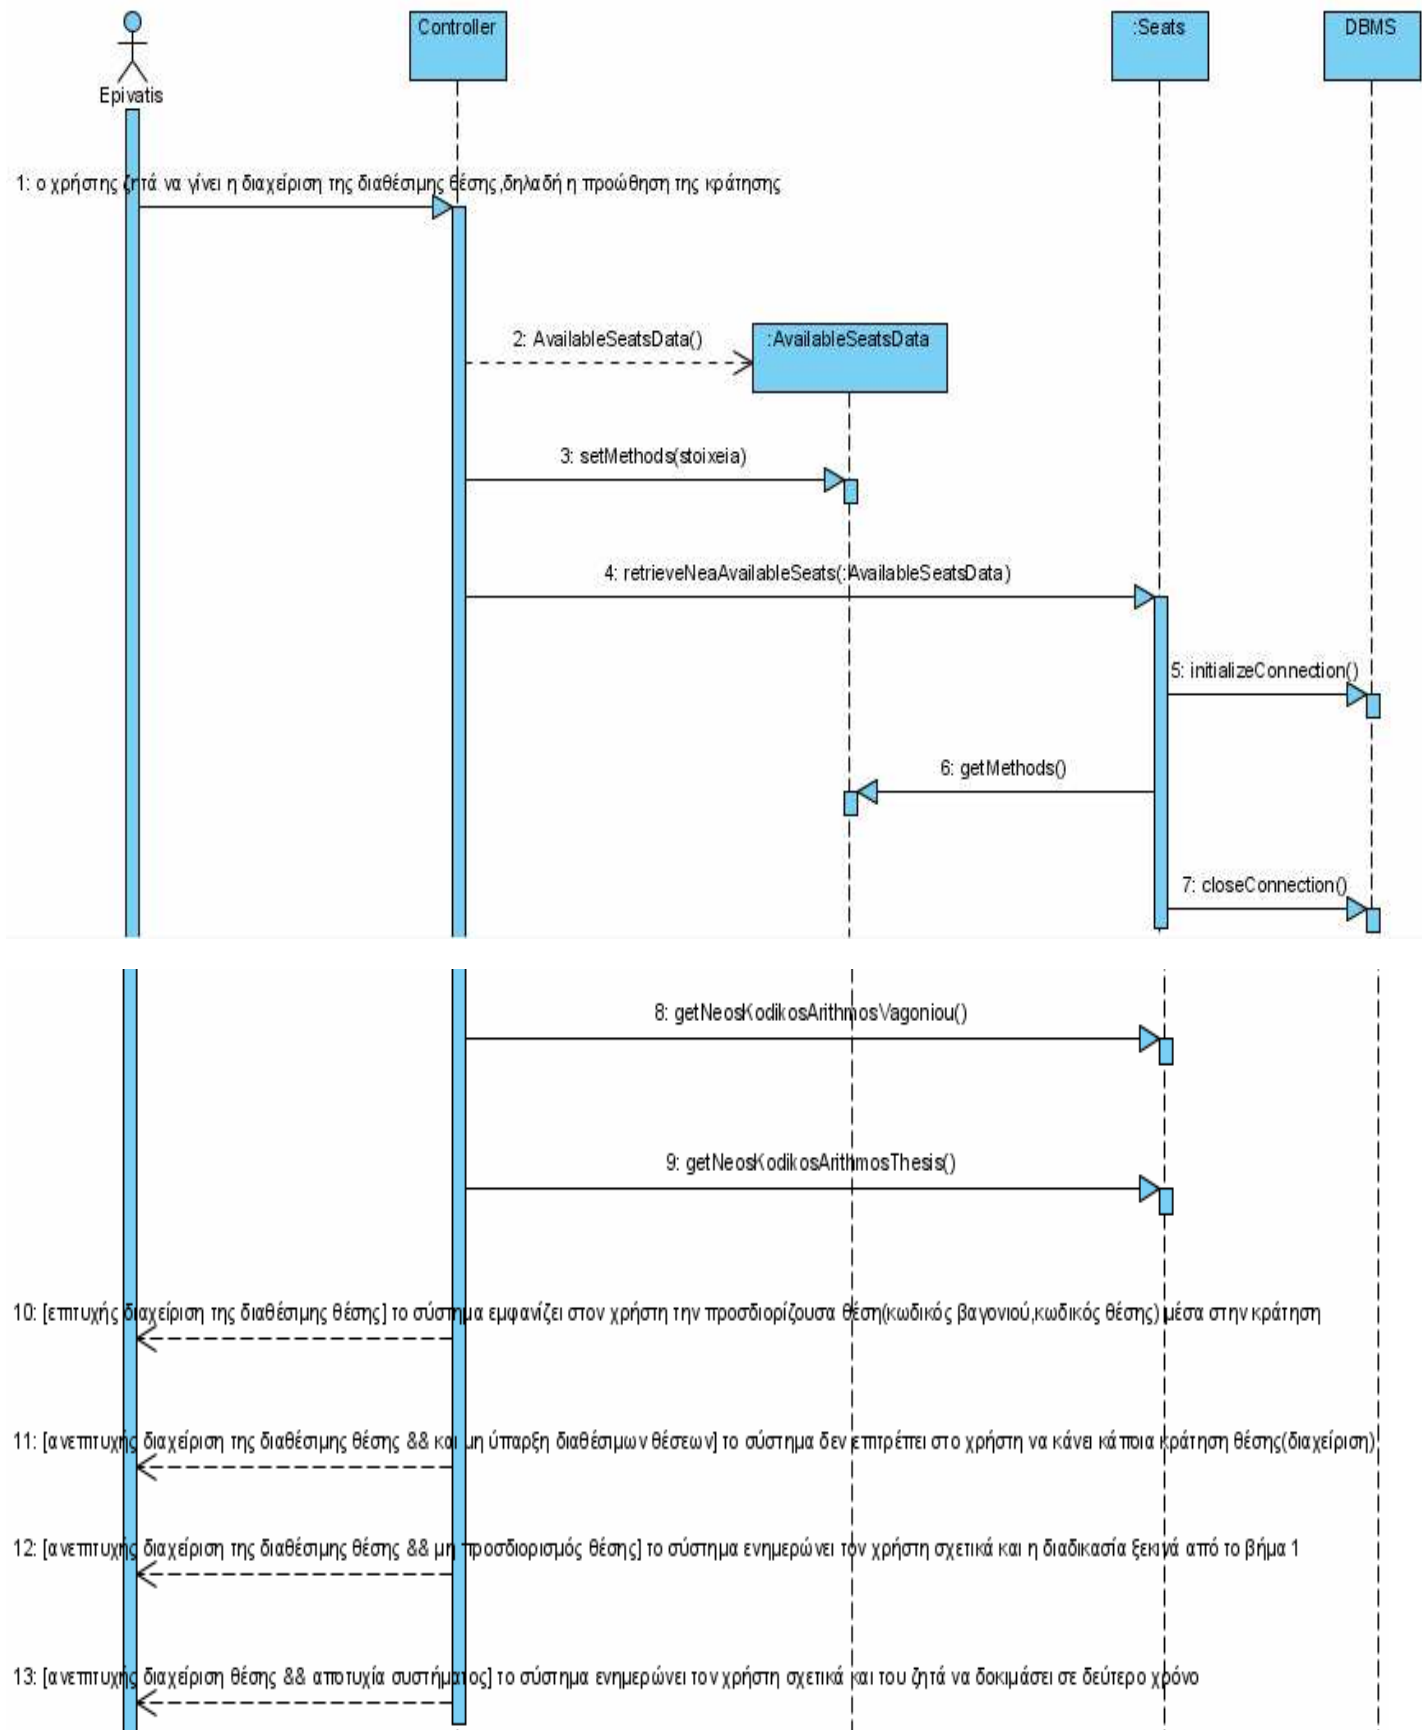 Controller
:Seats
DBMS
Epivatis
1: ο χρήστης ζητά να γίνει η διαχείριση της διαθέσιμης θέσης,δηλαδή η προώθηση της κράτησης
2: AvailableSeatsData()
:AvailableSeatsData
3: setMethods(stoixeia)
4: retrieveNeaAvailableSeats(:AvailableSeatsData)
5: initializeConnection()
6: getMethods()
7: closeConnection()
8: getNeosKodikosArithmosVagoniou()
9: getNeosKodikosArithmosThesis()
10: [επιτυχής διαχείριση της διαθέσιμης θέσης] το σύστημα εμφανίζει στον χρήστη την προσδιορίζουσα θέση(κωδικός βαγονιού,κωδικός θέσης) μέσα στην κράτηση
11: [ανεπιτυχής διαχείριση της διαθέσιμης θέσης && και μη ύπαρξη διαθέσιμων θέσεων] το σύστημα δεν επιτρέπει στο χρήστη να κάνει κάποια κράτηση θέσης(διαχείριση)
12: [ανεπιτυχής διαχείριση της διαθέσιμης θέσης && μη προσδιορισμός θέσης] το σύστημα ενημερώνει τον χρήστη σχετικά και η διαδικασία ξεκινά από το βήμα 1
13: [ανεπιτυχής διαχείριση θέσης && αποτυχία συστήματος] το σύστημα ενημερώνει τον χρήστη σχετικά και του ζητά να δοκιμάσει σε δεύτερο χρόνο